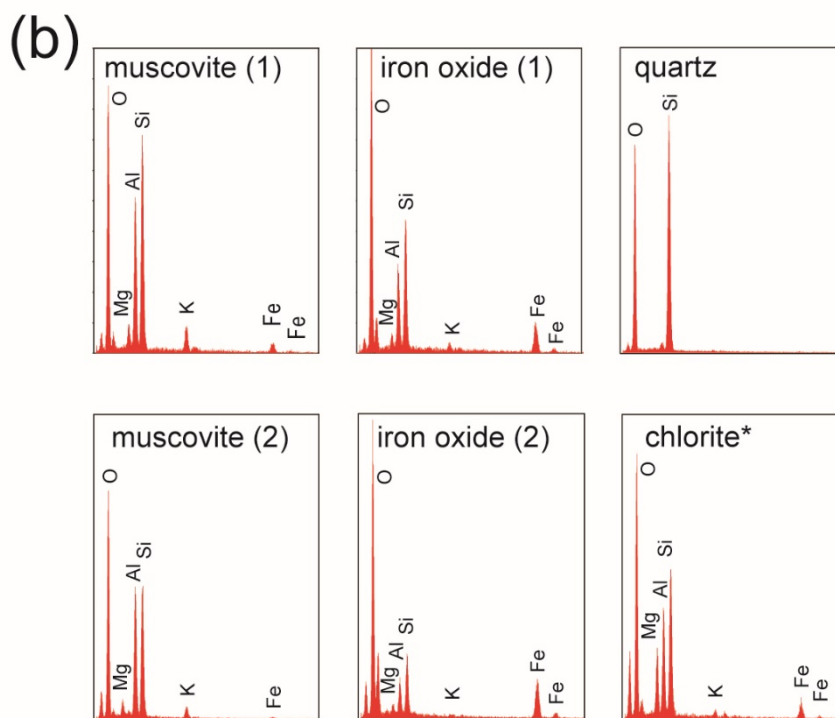 (b)
muscovite (1)
O
Mg
Al
Si
K
Fe
Fe
iron oxide (1)
O
Mg
Al
Si
K
Fe
Fe
quartz
O
Si
muscovite (2)
O
Mg
Al
Si
K
Fe
iron oxide (2)
O
Mg
Al
Si
K
Fe
Fe
chlorite*
O
Mg
Al
Si
K
Fe
Fe